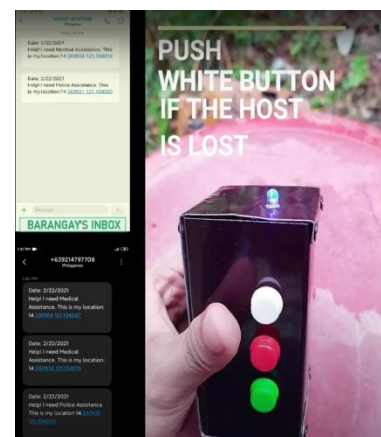 Philippines
Date: 2/22/2021
Help! I need Medical Assistance. This
is my location:14.
Date: 2/22/2021
Help! I need Police Assistance. This
is my location:14.
BARANGAY'S INBOX
+639214797708
Philippines
1:40 PM
Date: 2/22/2021
Help! I need Medical
Assistance. This is my location:
14.
Date: 2/22/2021
Help! I need Medical
Assistance. This is my location:
14.
Date: 2/22/2021
Help! I need Police Assistance.
This is my location:14.
PUSH
WHITE BUTTON
IF THE HOST
IS LOST